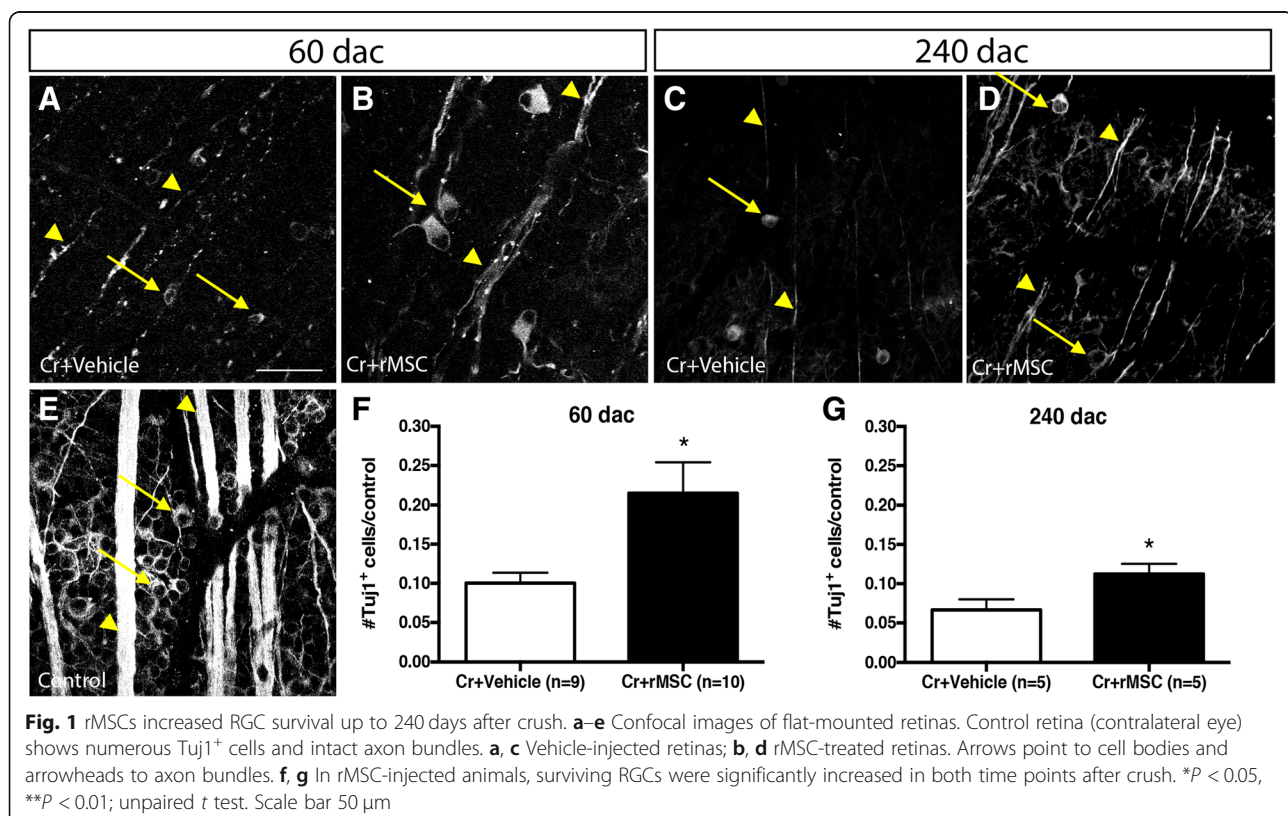 60 dac
240 dac
A
B
C
D
Cr+Vehicle
Cr+rMSC
Cr+Vehicle
Cr+rMSC
E
Control
F
60 dac
#Tuj1⁺ cells/control
0.30
0.25
0.20
0.15
0.10
0.05
0.00
*
Cr+Vehicle (n=9)
Cr+rMSC (n=10)
G
240 dac
#Tuj1⁺ cells/control
0.30
0.25
0.20
0.15
0.10
0.05
0.00
*
Cr+Vehicle (n=5)
Cr+rMSC (n=5)
Fig. 1 rMSCs increased RGC survival up to 240 days after crush. a–e Confocal images of flat-mounted retinas. Control retina (contralateral eye)
shows numerous Tuj1⁺ cells and intact axon bundles. a, c Vehicle-injected retinas; b, d rMSC-treated retinas. Arrows point to cell bodies and
arrowheads to axon bundles. f, g In rMSC-injected animals, surviving RGCs were significantly increased in both time points after crush. *P < 0.05,
**P < 0.01; unpaired t test. Scale bar 50 μm